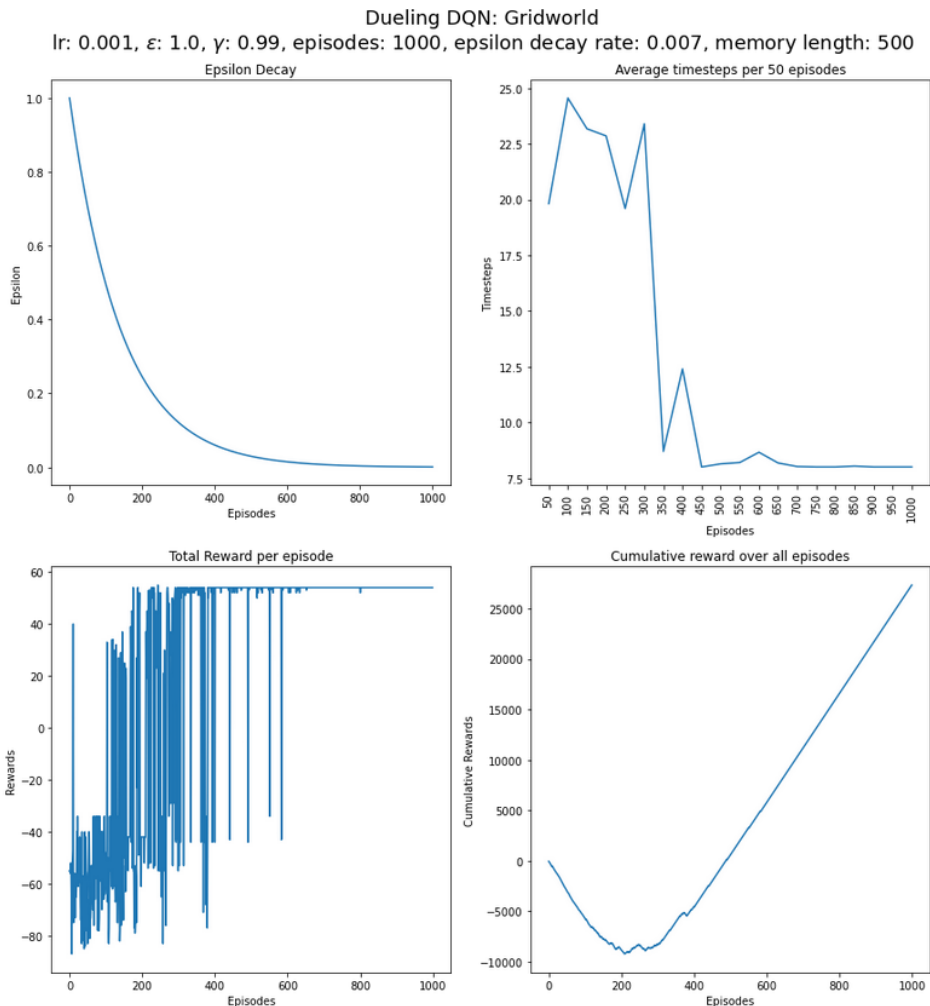 Dueling DQN: Gridworld
lr: 0.001, ε: 1.0, γ: 0.99, episodes: 1000, epsilon decay rate: 0.007, memory length: 500
Epsilon Decay
1.0
0.8
0.6
0.4
0.2
0.0
Epsilon
0 200 400 600 800 1000
Episodes
Average timesteps per 50 episodes
25.0
22.5
20.0
17.5
15.0
12.5
10.0
7.5
Timesteps
50 100 150 200 250 300 350 400 450 500 550 600 650 700 750 800 850 900 950 1000
Episodes
Total Reward per episode
60
40
20
0
−20
−40
−60
−80
Rewards
0 200 400 600 800 1000
Episodes
Cumulative reward over all episodes
25000
20000
15000
10000
5000
0
−5000
−10000
Cumulative Rewards
0 200 400 600 800 1000
Episodes